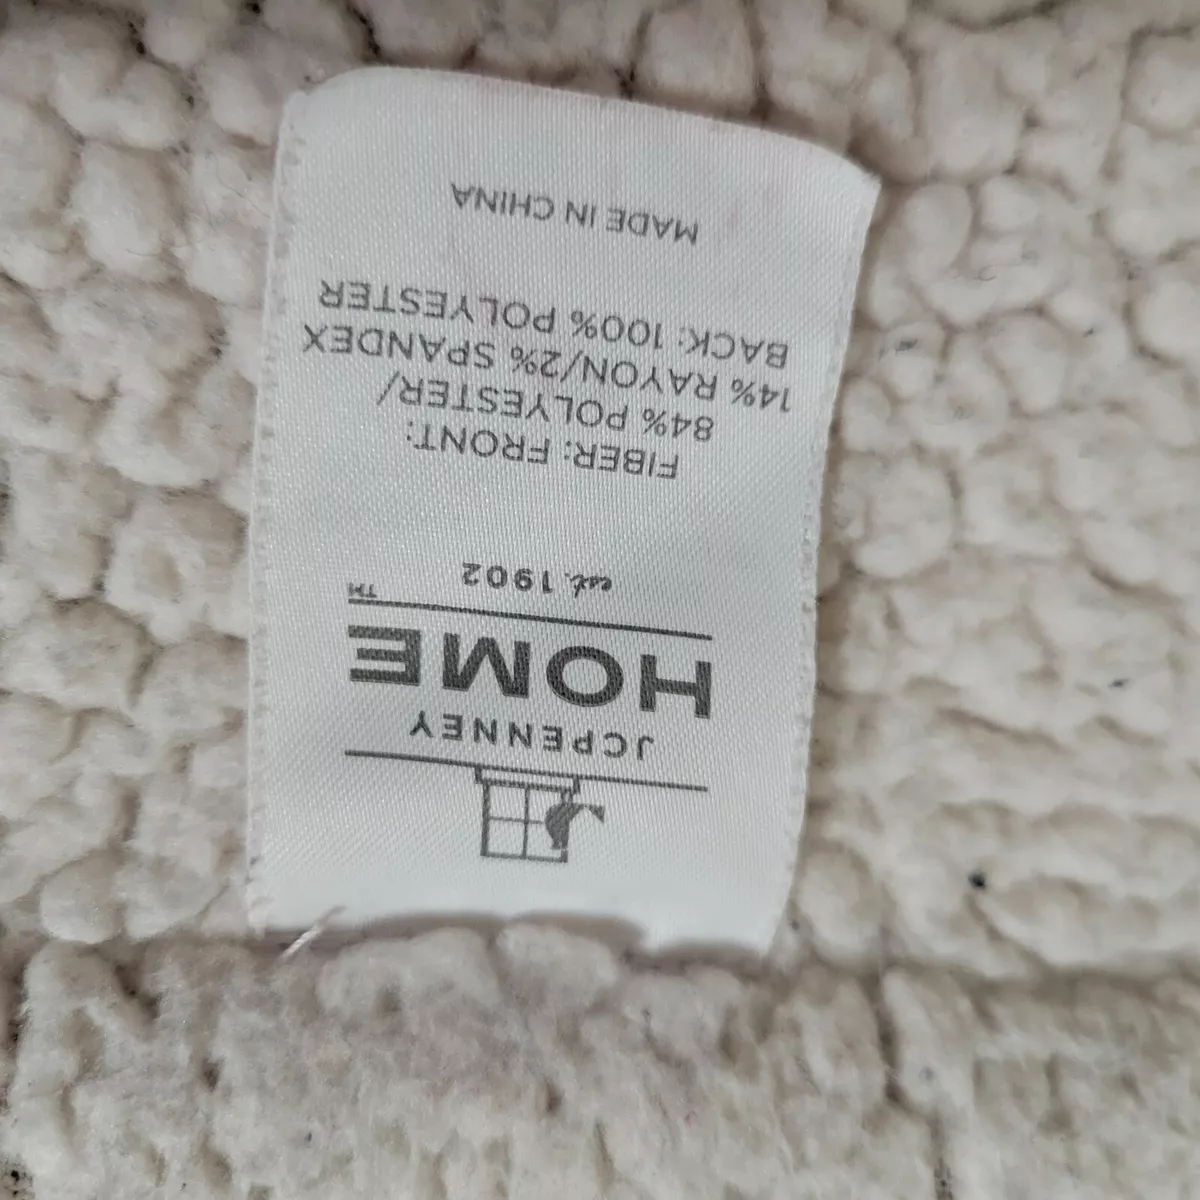 JCPENNEY
HOME
est. 1902 ™
FIBER: FRONT:
84% POLYESTER/
14% RAYON/2% SPANDEX
BACK: 100% POLYESTER
MADE IN CHINA